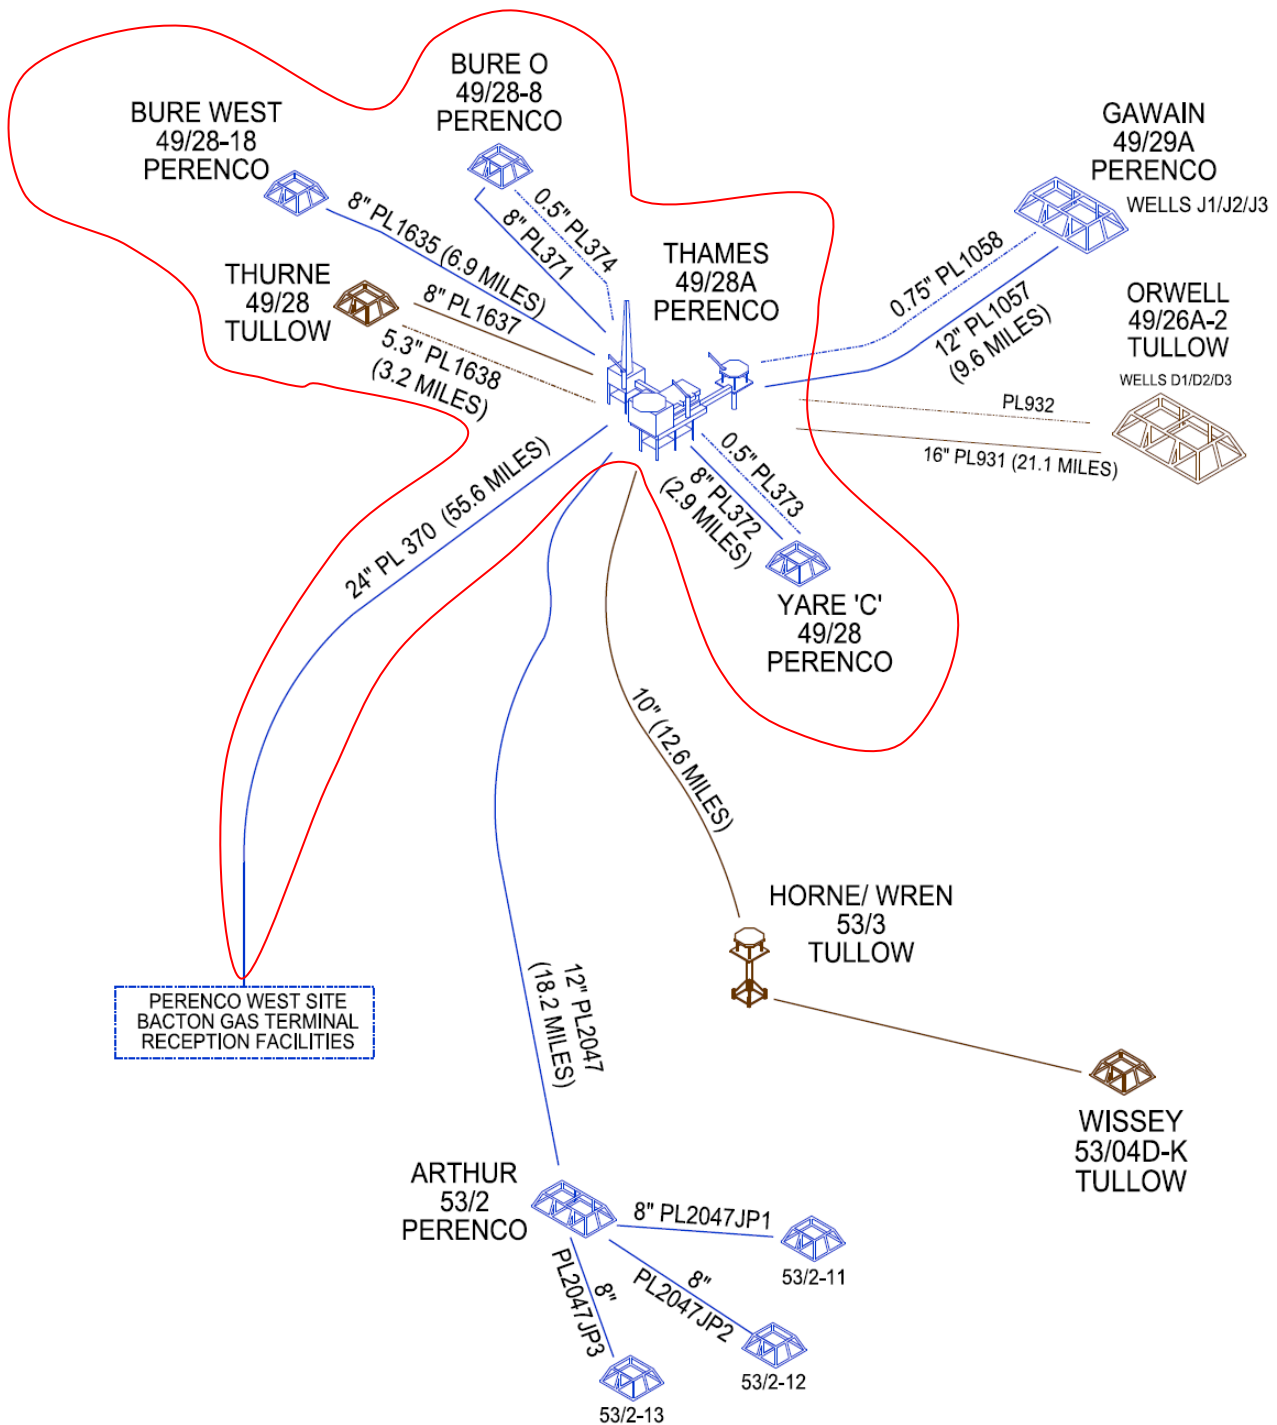 BURE O
49/28-8
PERENCO
BURE WEST
49/28-18
PERENCO
GAWAIN
49/29A
PERENCO
WELLS J1/J2/J3
8" PL1635 (6.9 MILES)
0.5" PL374
8" PL371
THAMES
49/28A
PERENCO
THURNE
49/28
TULLOW
8" PL1637
5.3" PL1638
(3.2 MILES)
0.75" PL1058
12" PL1057
(9.6 MILES)
ORWELL
49/26A-2
TULLOW
WELLS D1/D2/D3
PL932
16" PL931 (21.1 MILES)
24" PL 370 (55.6 MILES)
0.5" PL373
8" PL372
(2.9 MILES)
YARE 'C'
49/28
PERENCO
10" (12.6 MILES)
HORNE/ WREN
53/3
TULLOW
PERENCO WEST SITE
BACTON GAS TERMINAL
RECEPTION FACILITIES
12" PL2047
(18.2 MILES)
WISSEY
53/04D-K
TULLOW
ARTHUR
53/2
PERENCO
8" PL2047JP1
53/2-11
8"
PL2047JP2
53/2-12
8"
PL2047JP3
53/2-13